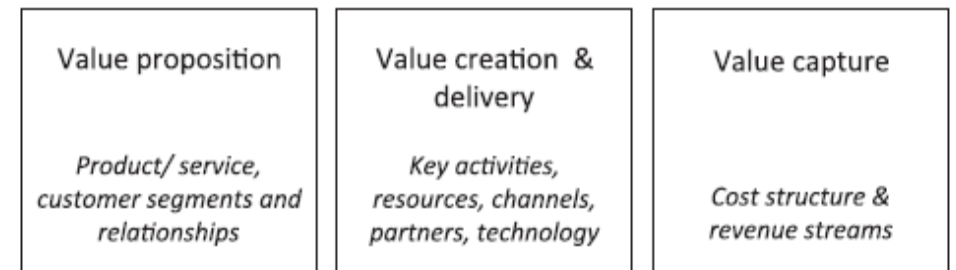 Value proposition
Product/ service,
customer segments and
relationships
Value creation &
delivery
Key activities,
resources, channels,
partners, technology
Value capture
Cost structure &
revenue streams